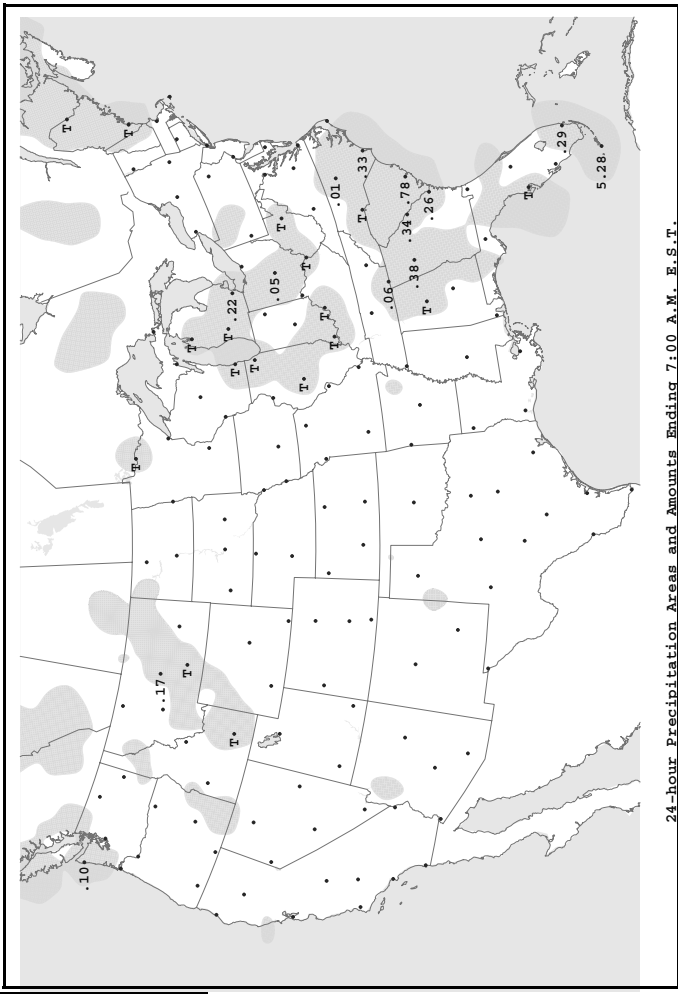 T
.10
T
T
.17
T
T
T
.22
T
T
T
.05
T
T
T
T
T
.01
T
.33
.06
.78
.34
.38
T
.26
T
.29
5.28.
24-hour Precipitation Areas and Amounts Ending 7:00 A.M. E.S.T.